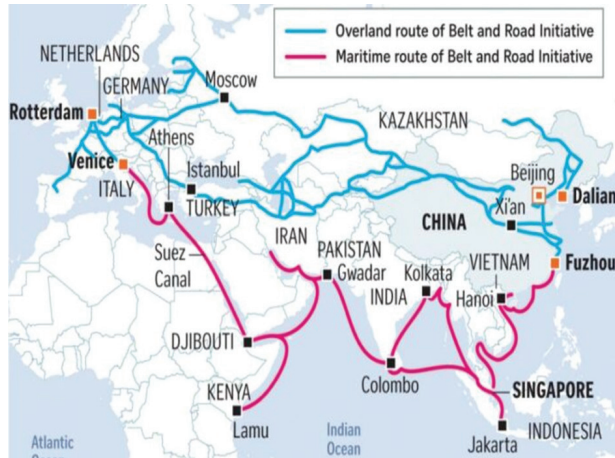 Overland route of Belt and Road Initiative
Maritime route of Belt and Road Initiative
NETHERLANDS
GERMANY
Moscow
Rotterdam
Athens
KAZAKHSTAN
Venice
Istanbul
Beijing
Dalian
ITALY
TURKEY
Xi'an
CHINA
IRAN
Suez
Canal
PAKISTAN
Gwadar
Kolkata
VIETNAM
Fuzhou
INDIA
Hanoi
DJIBOUTI
KENYA
Colombo
SINGAPORE
Lamu
Jakarta
INDONESIA
Atlantic
Indian
Ocean